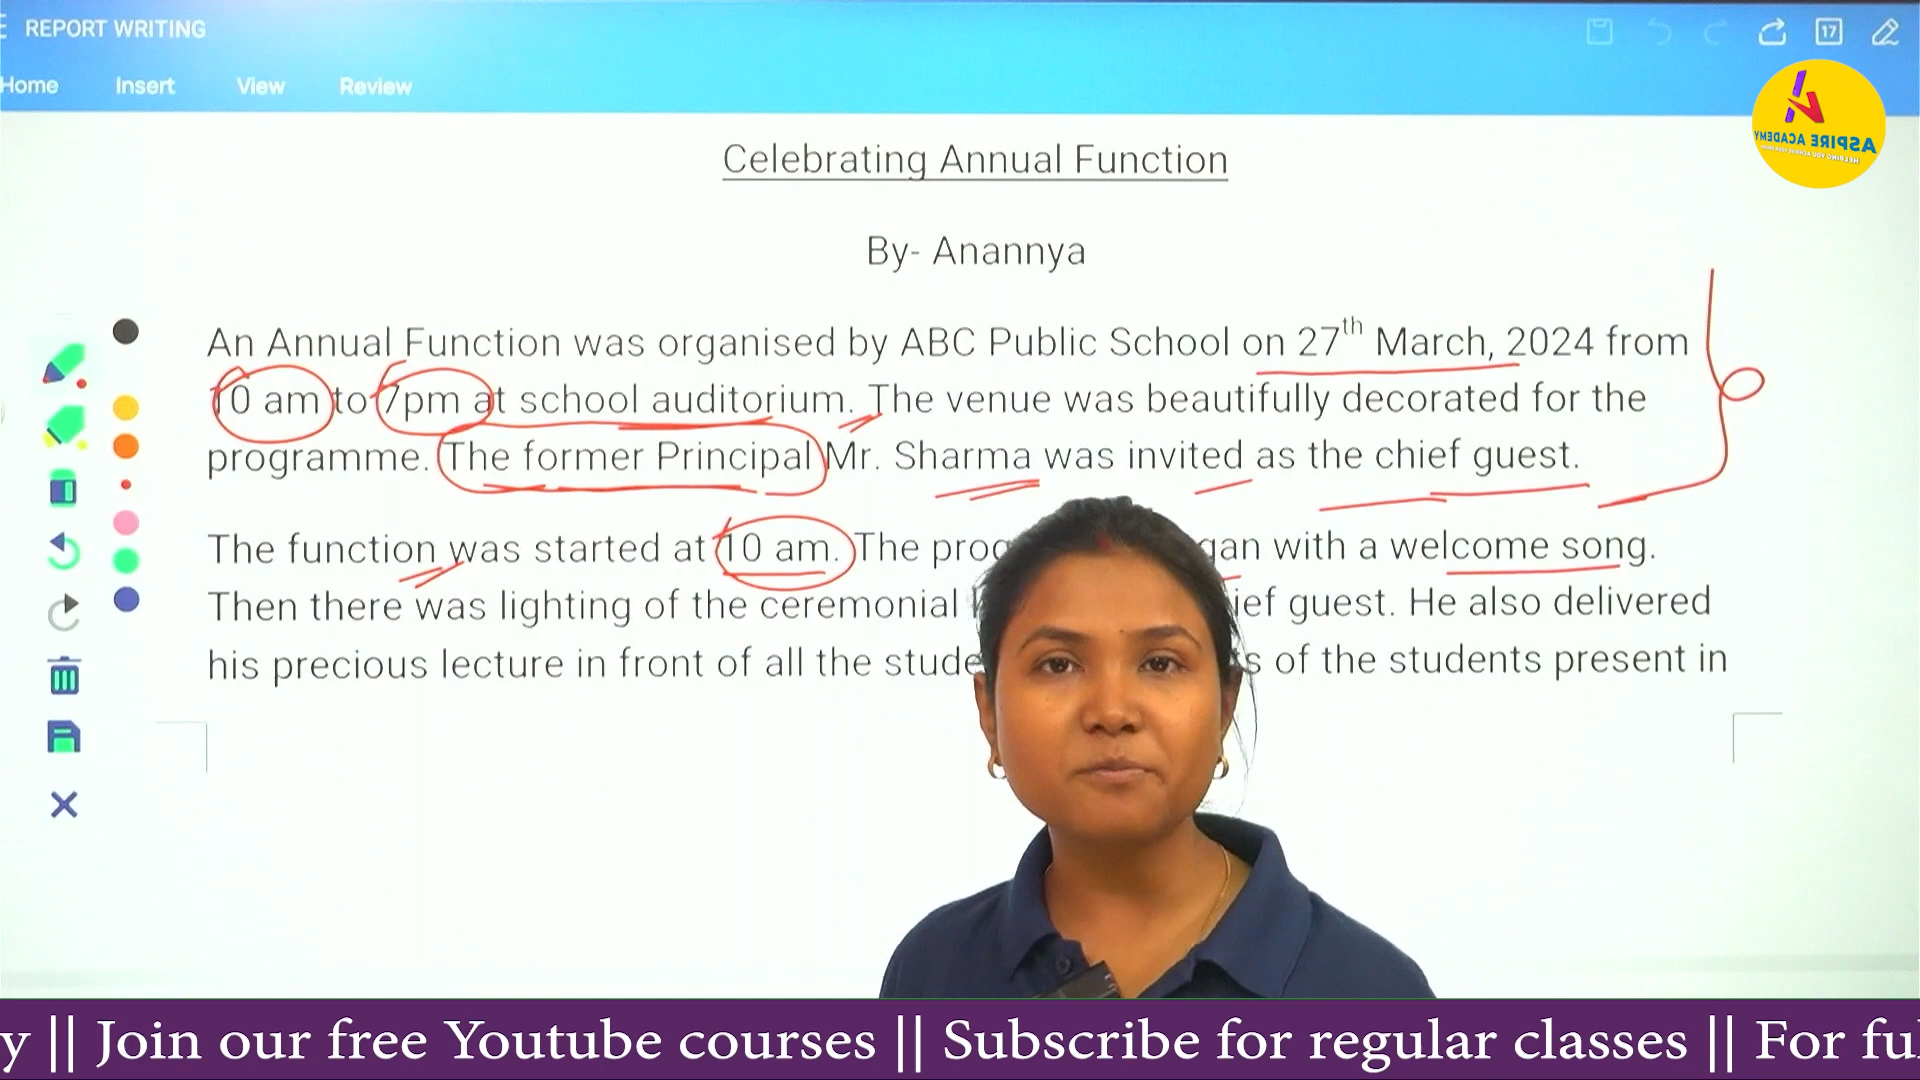 REPORT WRITING
17
Home Insert View Review
ASPIRE ACADEMY
Celebrating Annual Function
By- Anannya
An Annual Function was organised by ABC Public School on 27th March, 2024 from
10 am to 7pm at school auditorium. The venue was beautifully decorated for the
programme. The former Principal Mr. Sharma was invited as the chief guest.
The function was started at 10 am. The with a welcome song.
Then there was lighting of the ceremonial guest. He also delivered
his precious lecture in front of all the of the students present in
y || Join our free Youtube courses || Subscribe for regular classes || For ful